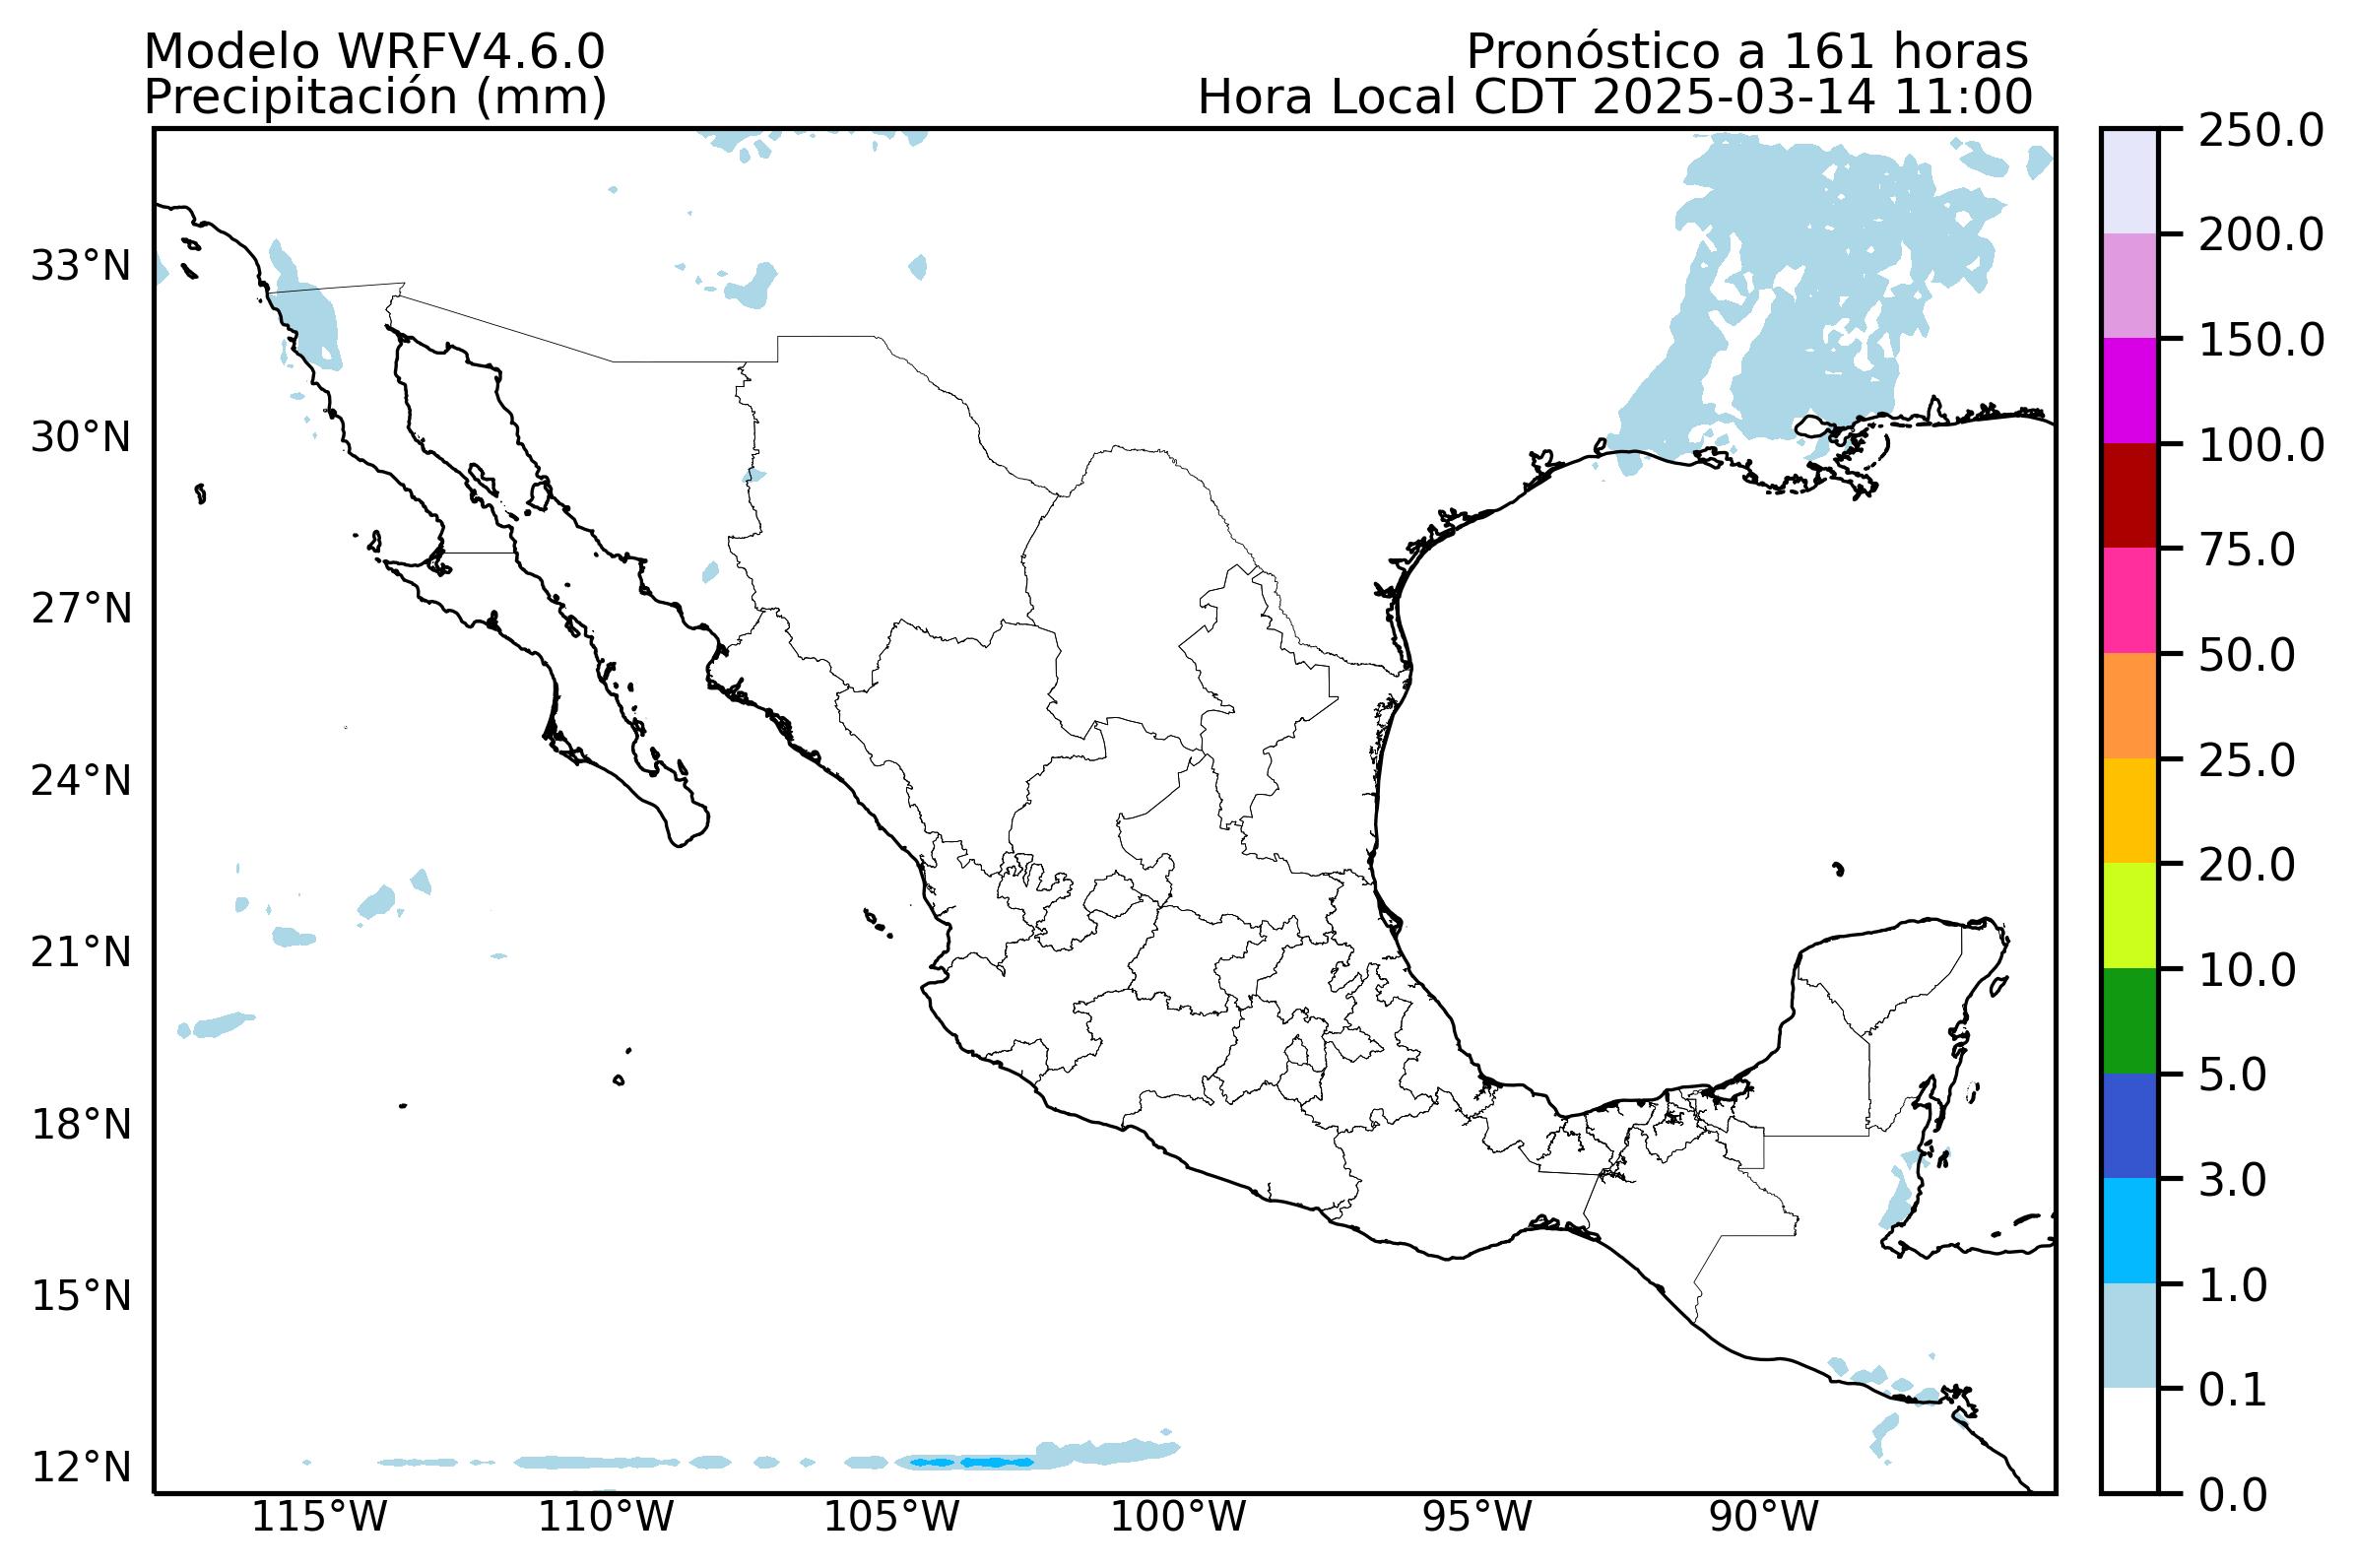 Modelo WRFV4.6.0
Pronóstico a 161 horas
Precipitación (mm)
Hora Local CDT 2025-03-14 11:00
33°N
30°N
27°N
24°N
21°N
18°N
15°N
12°N
115°W
110°W
105°W
100°W
95°W
90°W
250.0
200.0
150.0
100.0
75.0
50.0
25.0
20.0
10.0
5.0
3.0
1.0
0.1
0.0